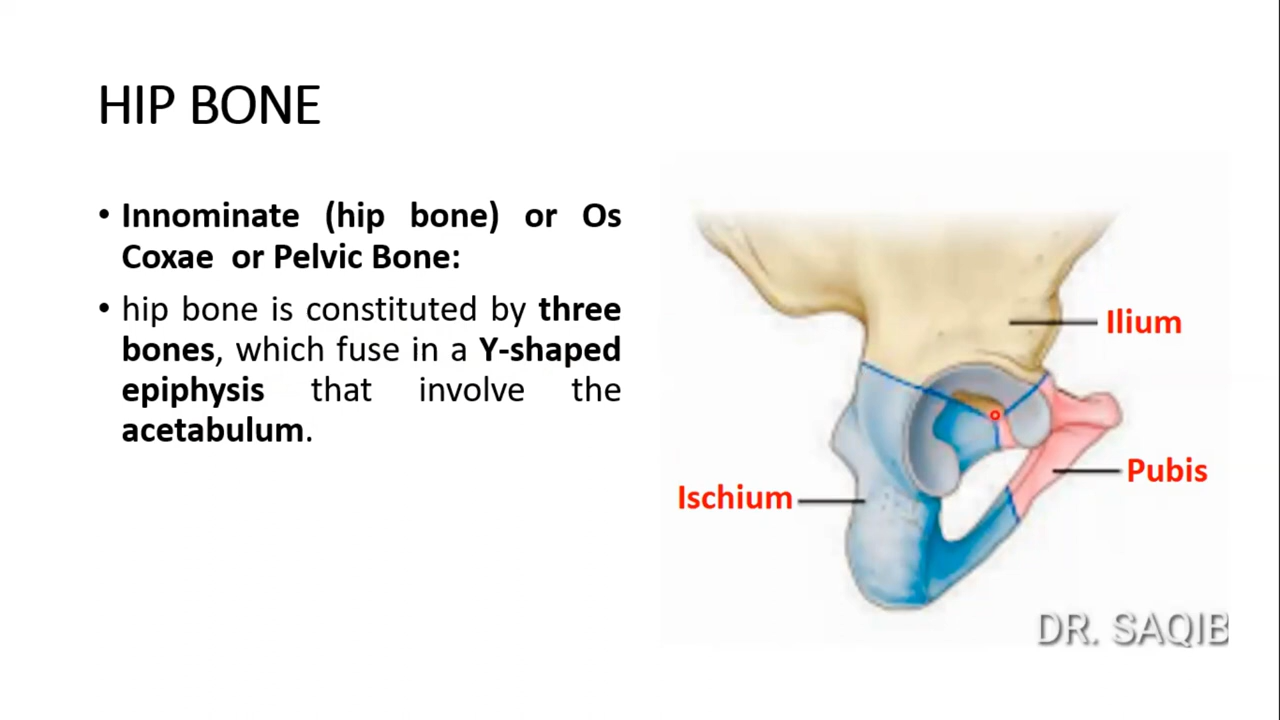 HIP BONE
• Innominate (hip bone) or Os
Coxae or Pelvic Bone:
• hip bone is constituted by three
bones, which fuse in a Y-shaped
epiphysis that involve the
acetabulum.
Ilium
Pubis
Ischium
DR. SAQIB